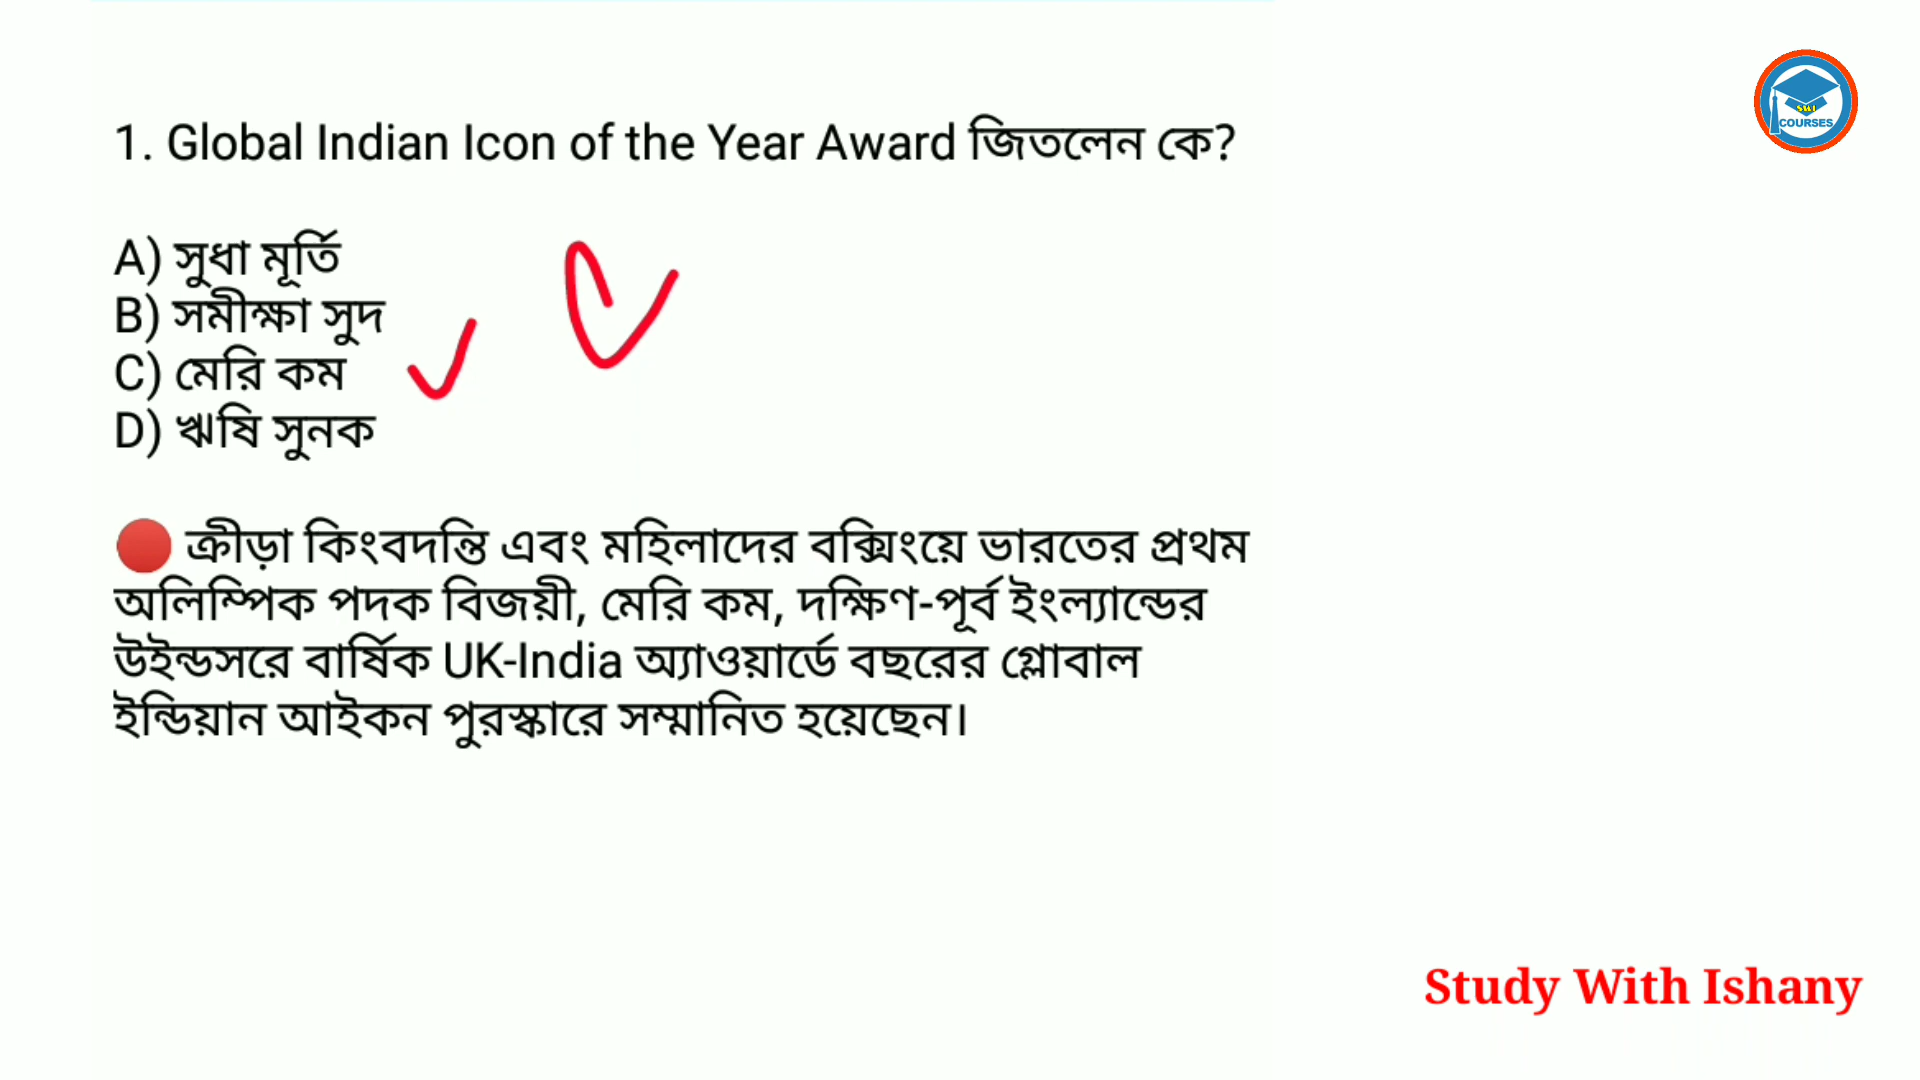 1. Global Indian Icon of the Year Award জিতলেন কে?
A) সুধা মূর্তি
B) সমীক্ষা সুদ
C) মেরি কম
D) ঋষি সুনক
🔴 ক্রীড়া কিংবদন্তি এবং মহিলাদের বক্সিংয়ে ভারতের প্রথম
অলিম্পিক পদক বিজয়ী, মেরি কম, দক্ষিণ-পূর্ব ইংল্যান্ডের
উইন্ডসরে বার্ষিক UK-India অ্যাওয়ার্ডে বছরের গ্লোবাল
ইন্ডিয়ান আইকন পুরস্কারে সম্মানিত হয়েছেন।
SWI
COURSES
Study With Ishany